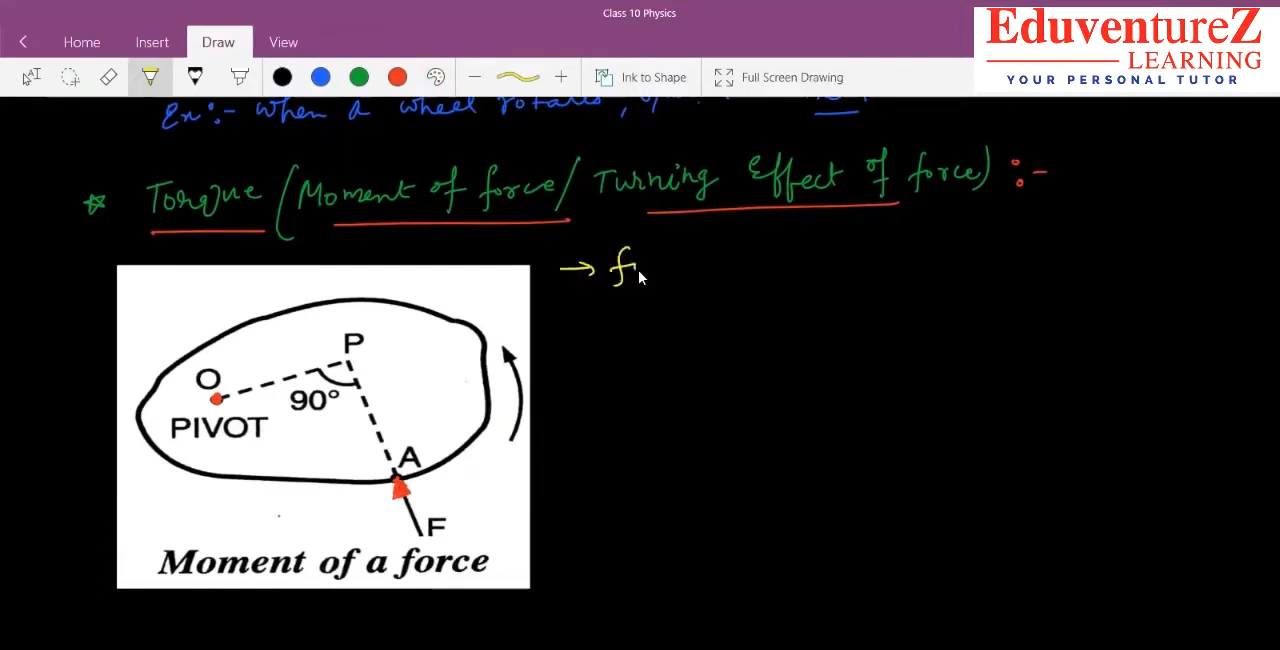 Class 10 Physics
EduventureZ
LEARNING
YOUR PERSONAL TUTOR
Home Insert Draw View
Ink to Shape Full Screen Drawing
Ex:- When a wheel rotates,
* Torque (Moment of force/ Turning Effect of force) :-
→ f
P
O
90°
PIVOT
A
F
Moment of a force